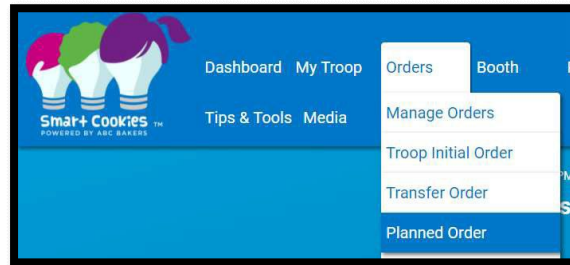 Dashboard My Troop Orders Booth
Tips & Tools Media
Smart Cookies TM
POWERED BY ABC BAKERS
Manage Orders
Troop Initial Order
Transfer Order
Planned Order